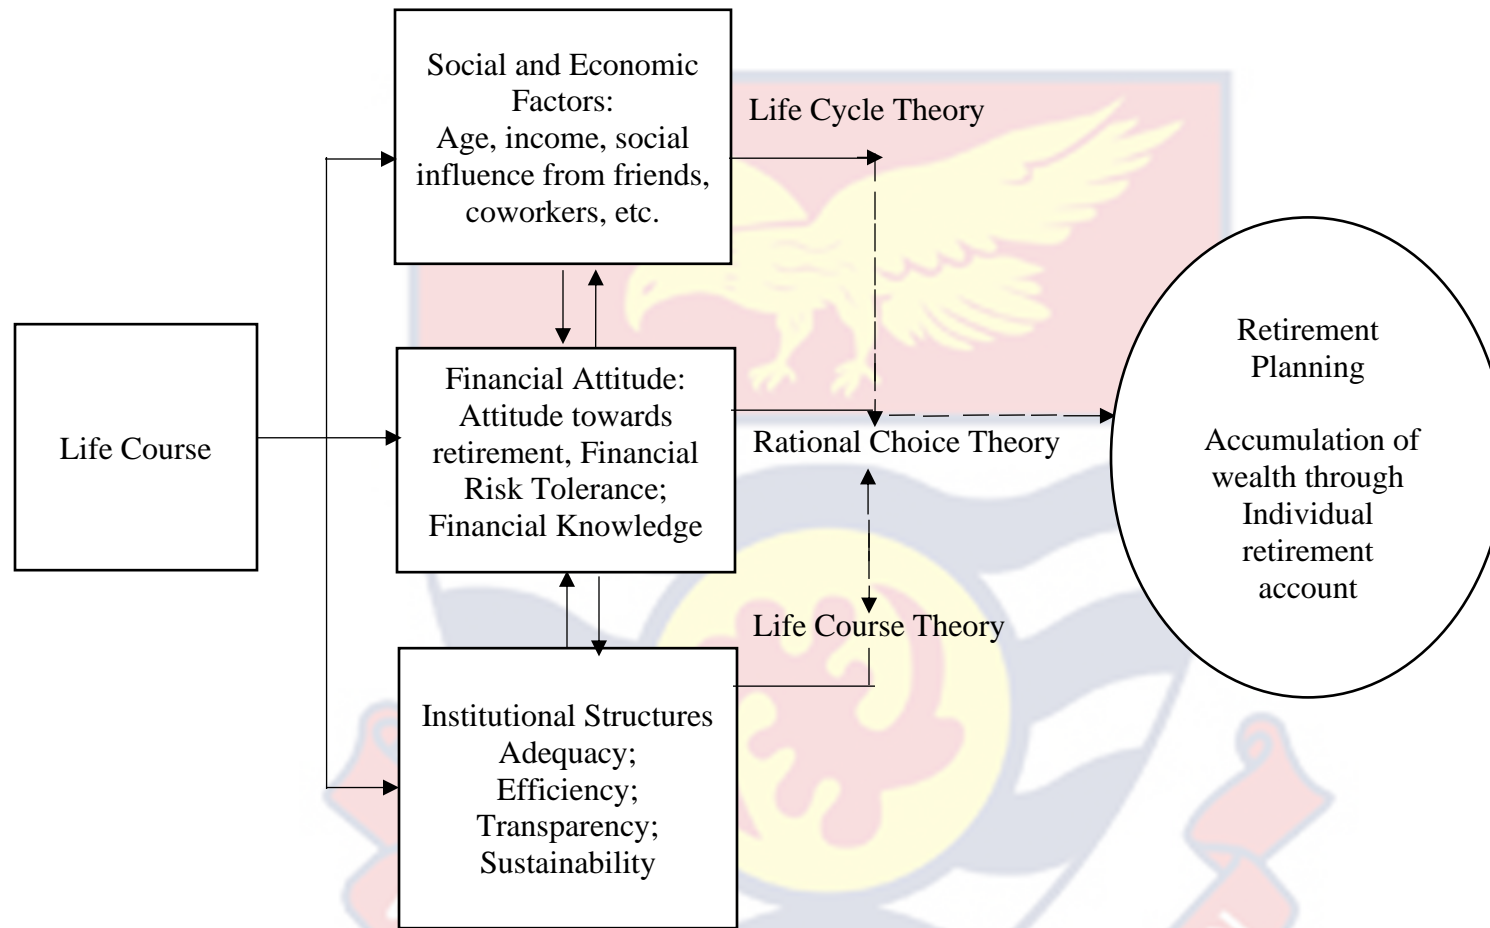 Social and Economic
Factors:
Age, income, social
influence from friends,
coworkers, etc.
Life Cycle Theory
Life Course
Financial Attitude:
Attitude towards
retirement, Financial
Risk Tolerance;
Financial Knowledge
Rational Choice Theory
Life Course Theory
Institutional Structures
Adequacy;
Efficiency;
Transparency;
Sustainability
Retirement
Planning
Accumulation of
wealth through
Individual
retirement
account